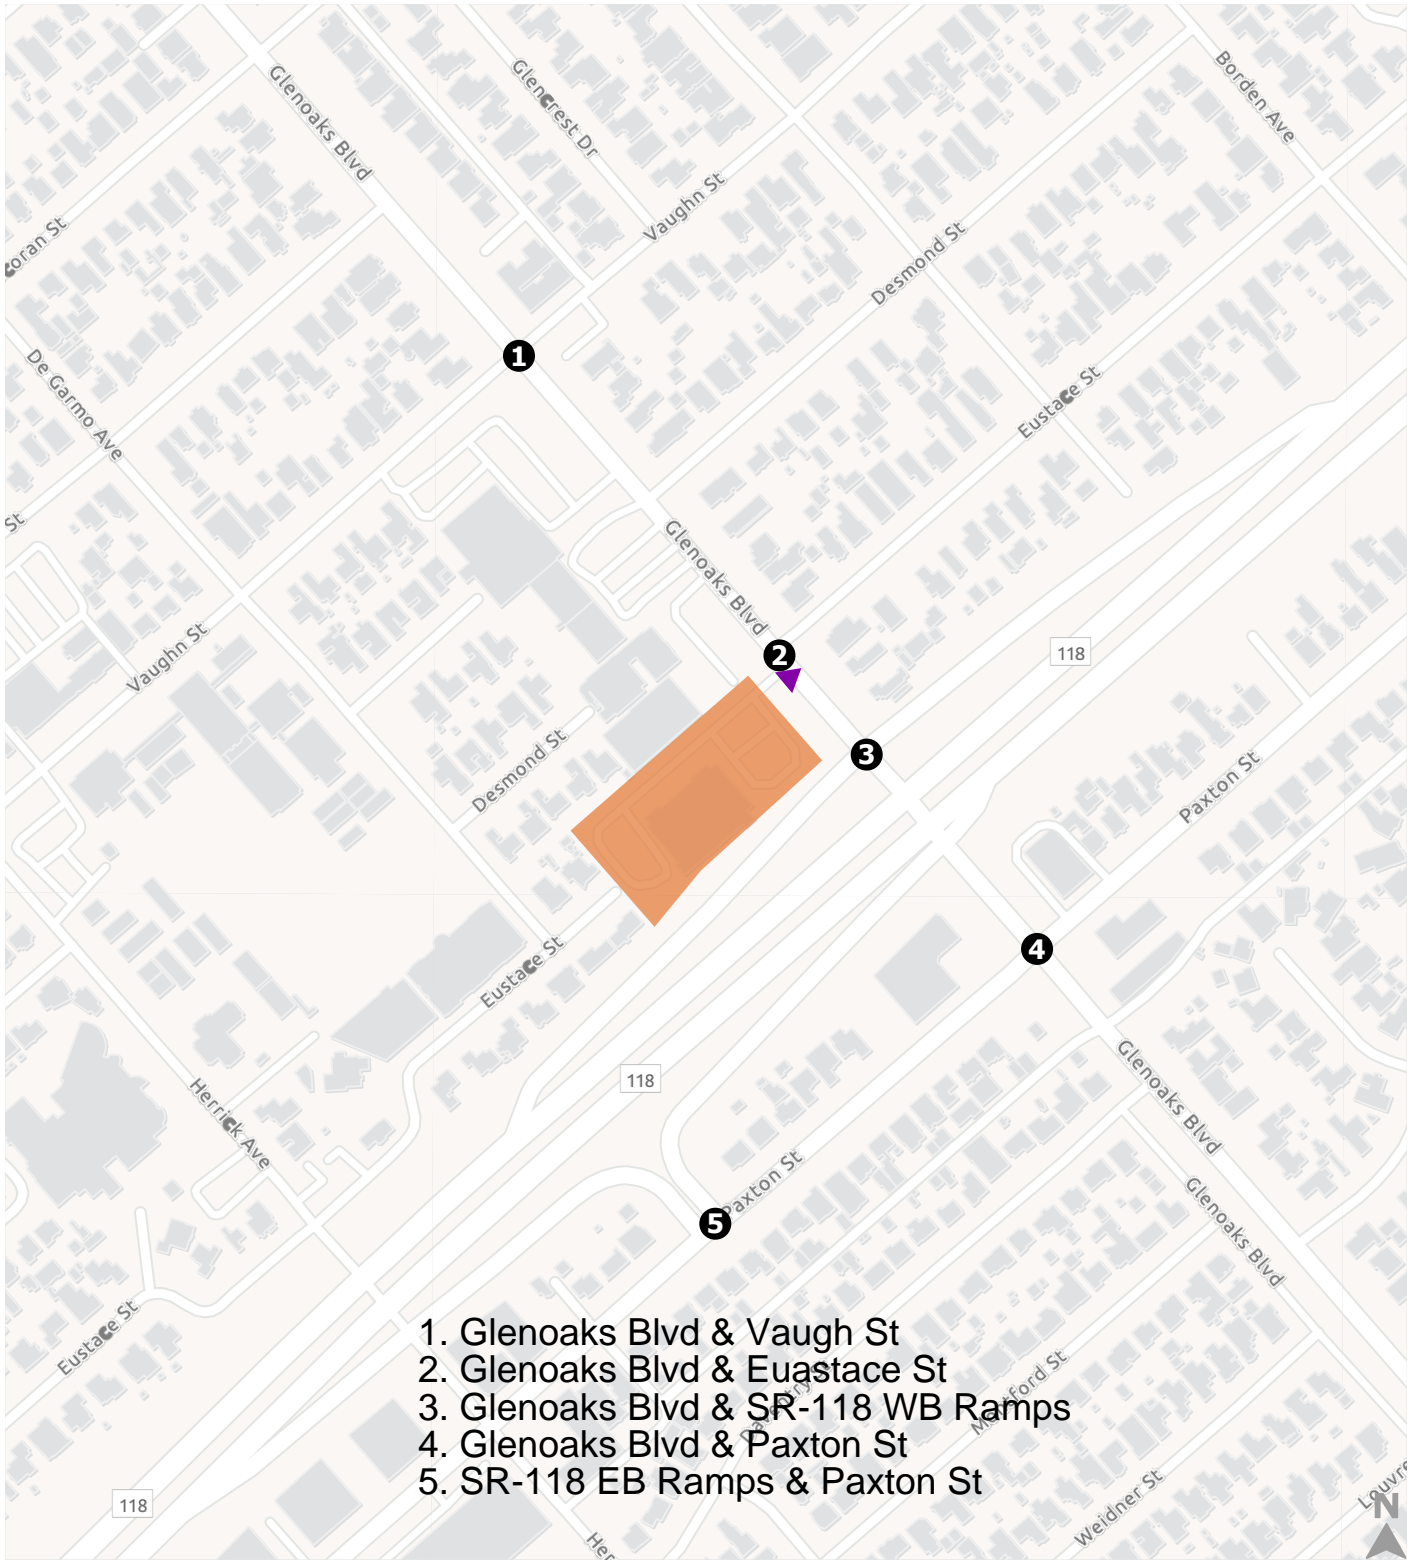 Glenoaks Blvd
Glencrest Dr
Borden Ave
Vaughn St
oran St
Desmond St
1
De Garmo Ave
Eustace St
St
Glenoaks Blvd
Vaughn St
2
118
3
Desmond St
Paxton St
Eustace St
4
118
Glenoaks Blvd
Herrick Ave
Paxton St
5
Glenoaks Blvd
Eustace St
1. Glenoaks Blvd & Vaugh St
2. Glenoaks Blvd & Euastace St
3. Glenoaks Blvd & SR-118 WB Ramps
4. Glenoaks Blvd & Paxton St
5. SR-118 EB Ramps & Paxton St
Montford St
118
Weidner St
Louvre
N
Her